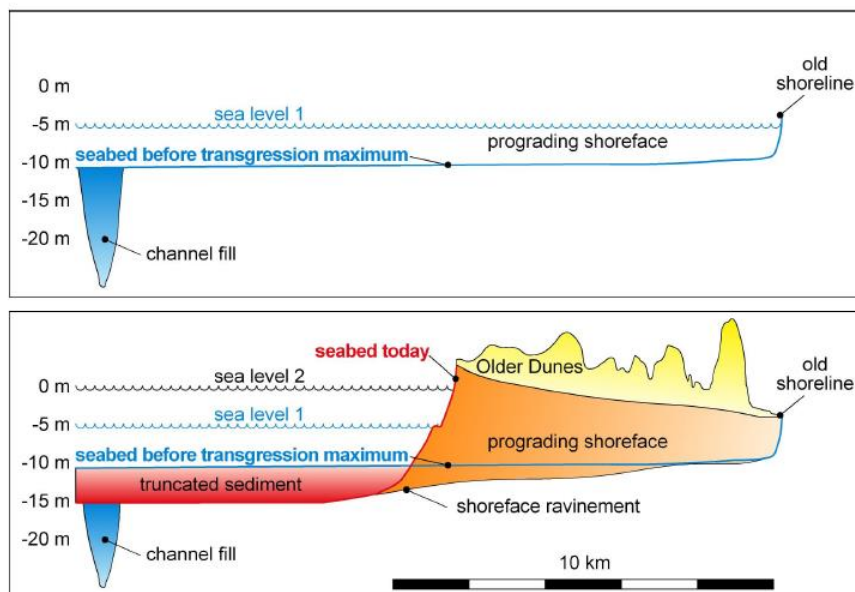 0 m
old
shoreline
sea level 1
-5 m
prograding shoreface
seabed before transgression maximum
-10 m
-15 m
-20 m
channel fill
seabed today
Older Dunes
sea level 2
0 m
old
shoreline
sea level 1
-5 m
prograding shoreface
seabed before transgression maximum
-10 m
truncated sediment
-15 m
shoreface ravinement
-20 m
channel fill
10 km